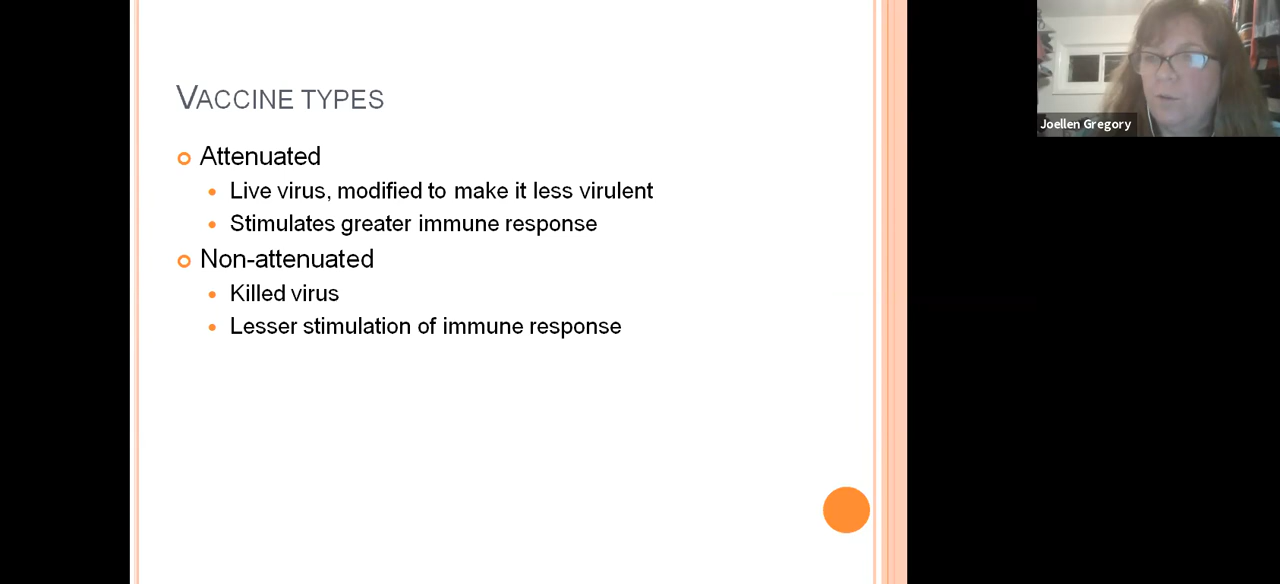 VACCINE TYPES
Attenuated
Live virus, modified to make it less virulent
Stimulates greater immune response
Non-attenuated
Killed virus
Lesser stimulation of immune response
Joellen Gregory